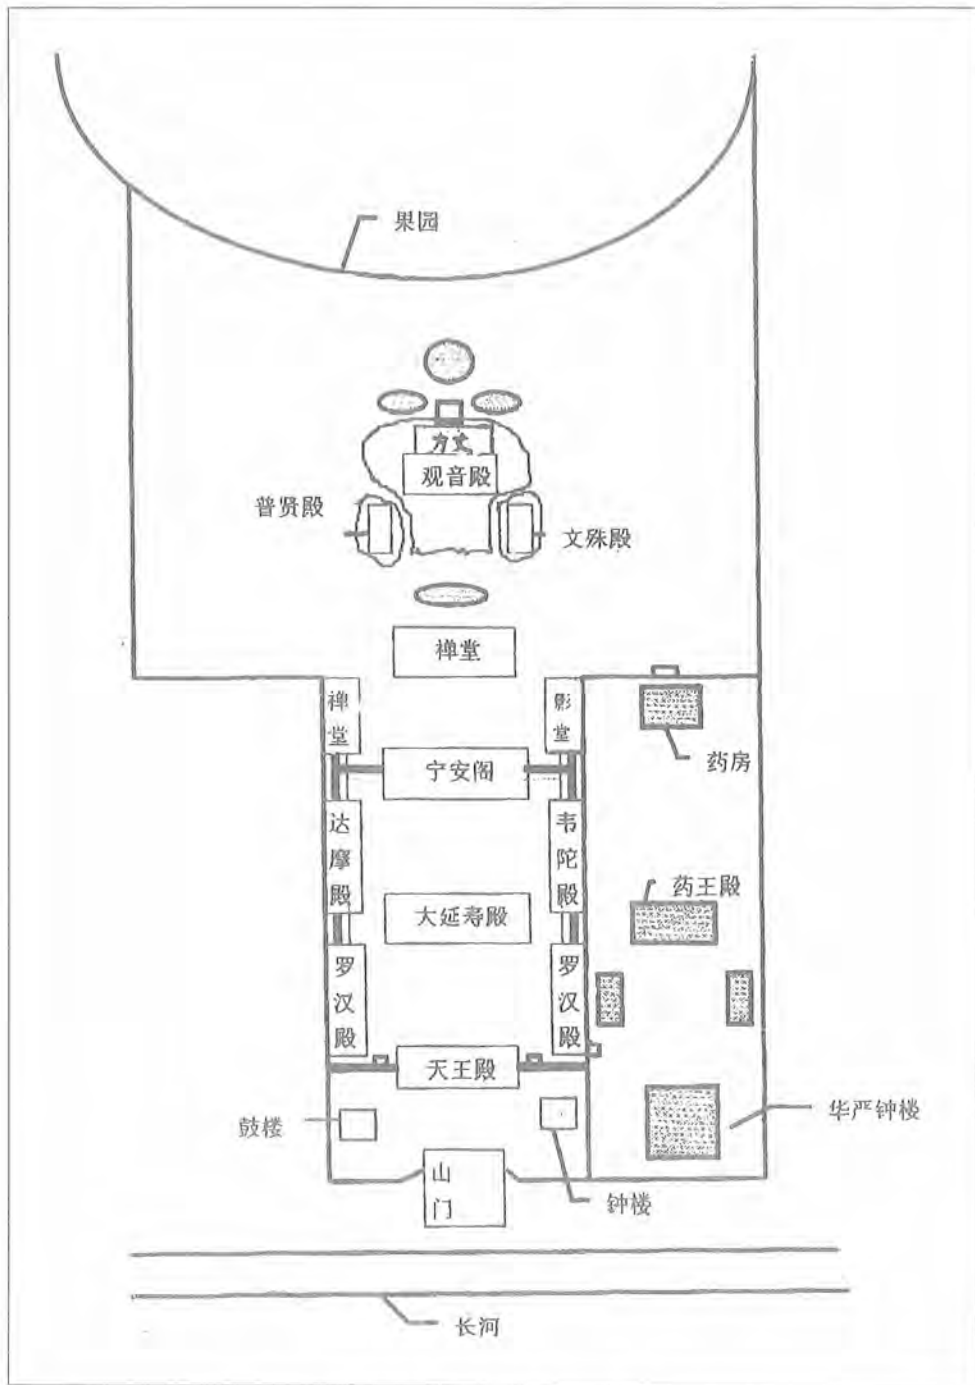 果园
方丈
观音殿
普贤殿
文殊殿
禅堂
禅堂
影堂
宁安阁
药房
达摩殿
韦陀殿
药王殿
大延寿殿
罗汉殿
罗汉殿
天王殿
鼓楼
华严钟楼
山门
钟楼
长河